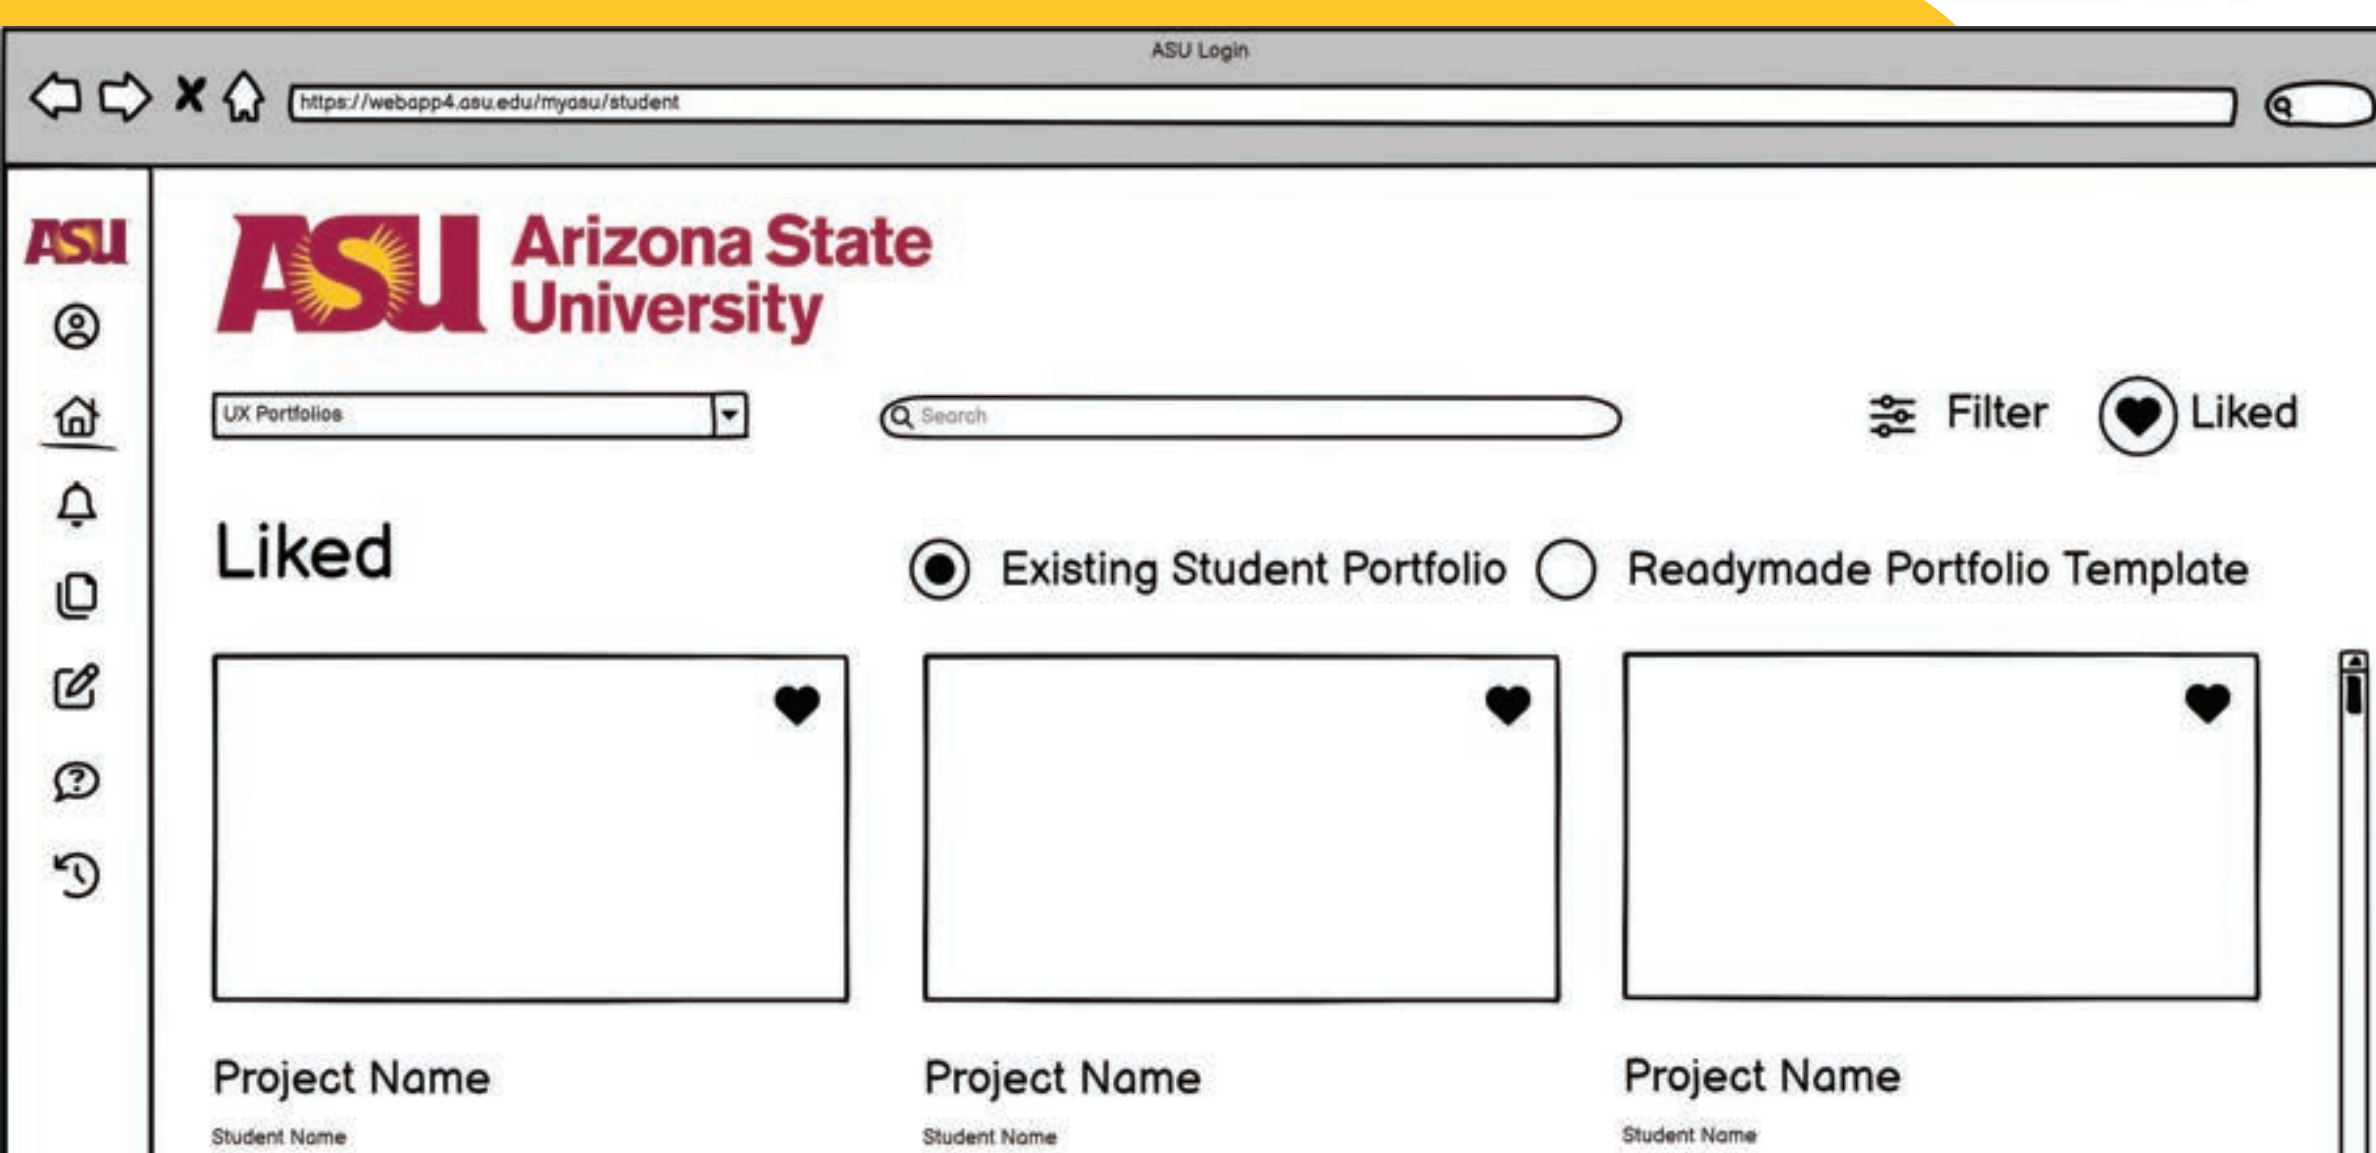 ASU Login
https://webapp4.asu.edu/myasu/student
ASU
ASU Arizona State
University
UX Portfolios
Search
Filter
Liked
Liked
Existing Student Portfolio
Readymade Portfolio Template
Project Name
Project Name
Project Name
Student Name
Student Name
Student Name